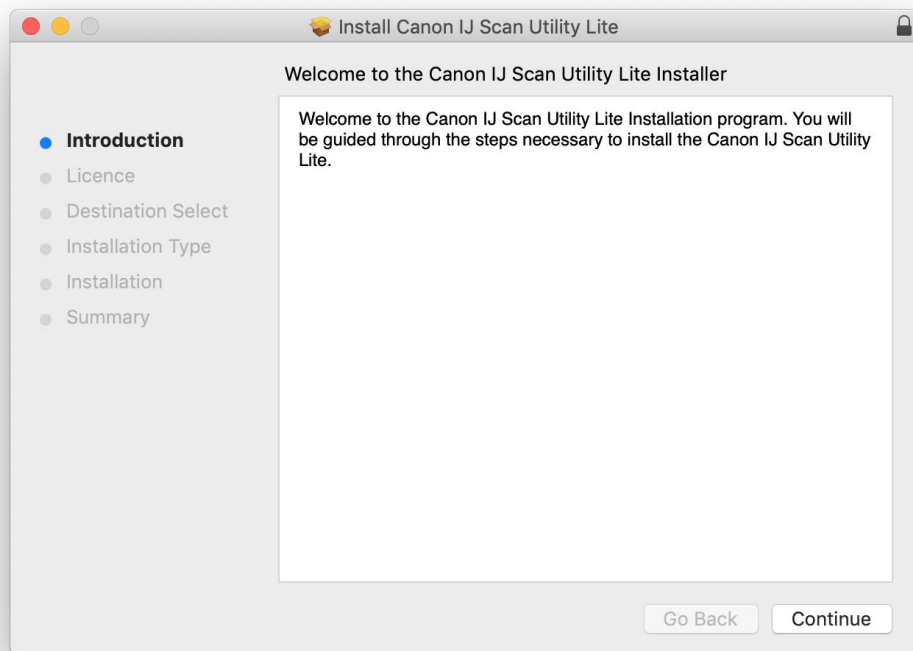 Install Canon IJ Scan Utility Lite
Welcome to the Canon IJ Scan Utility Lite Installer
Introduction
Licence
Destination Select
Installation Type
Installation
Summary
Welcome to the Canon IJ Scan Utility Lite Installation program. You will
be guided through the steps necessary to install the Canon IJ Scan Utility
Lite.
Go Back
Continue